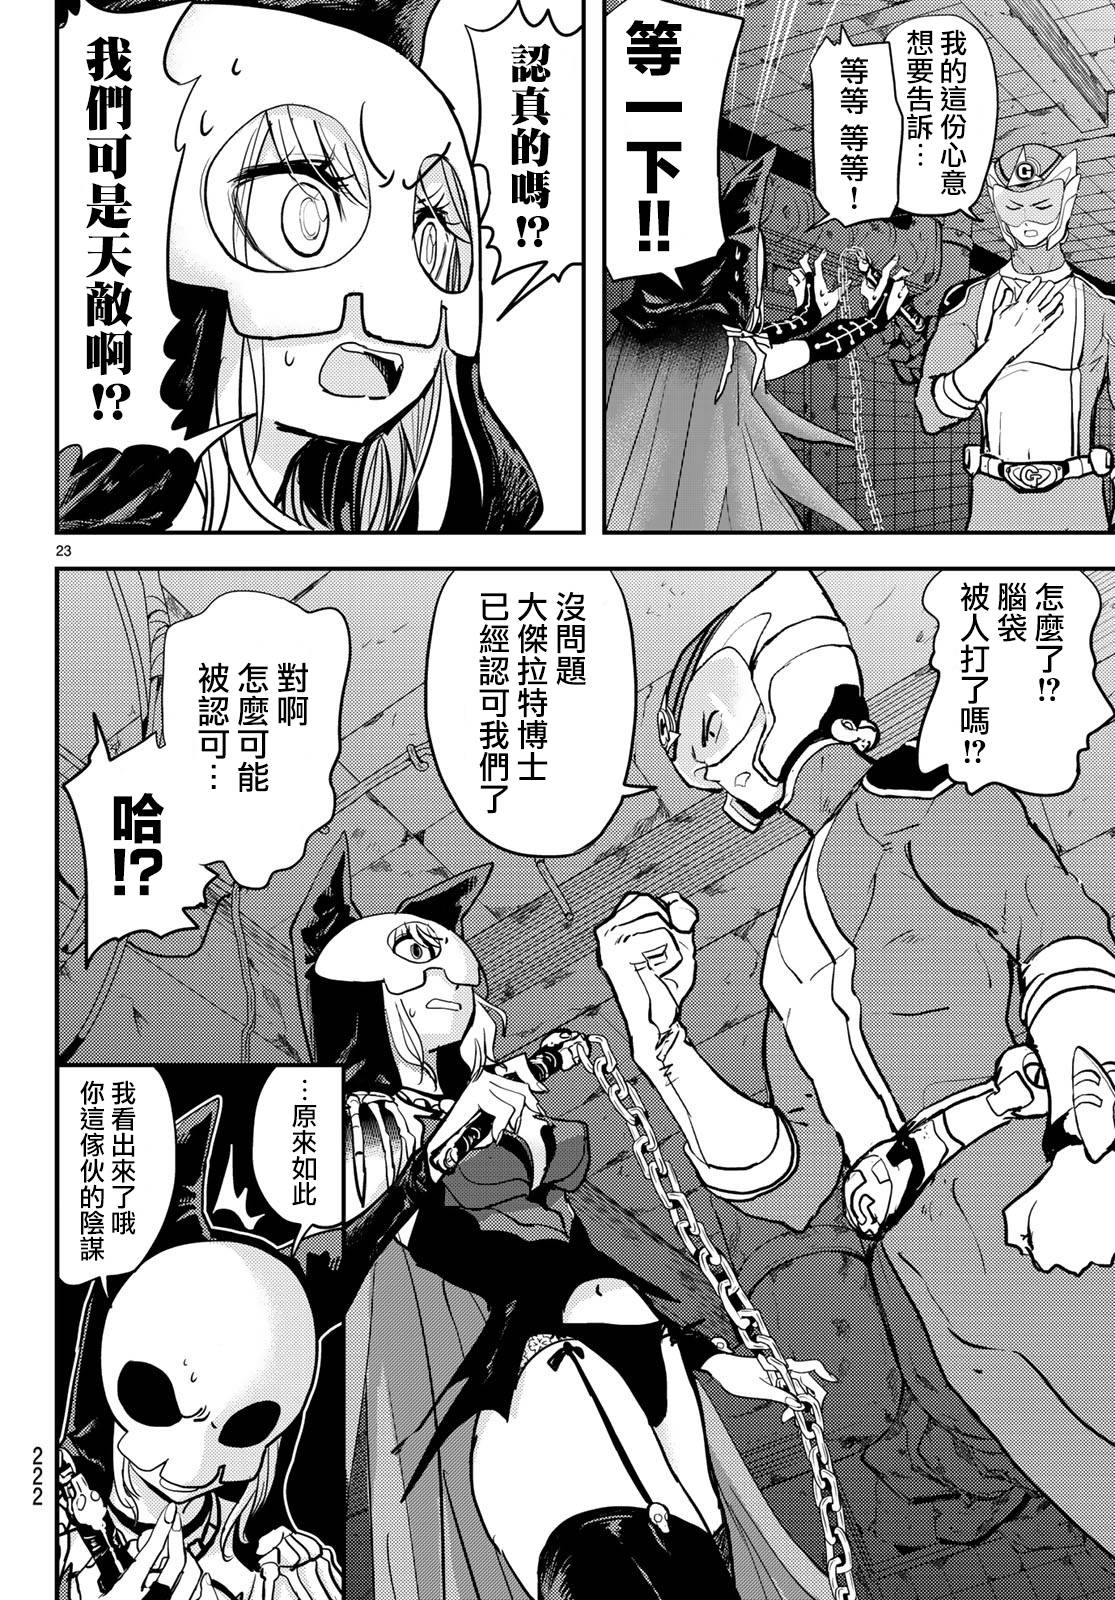 我的這份心意
想要告訴…
等等 等等！
等一下!!
認真的嗎!?
我們可是天敵啊!?
23
怎麼了!?
腦袋
被人打了嗎!?
沒問題
大傑拉特博士
已經認可我們了
對啊
怎麼可能
被認可…
哈!?
…原來如此
我看出來了哦
你這傢伙的陰謀
222
G
G